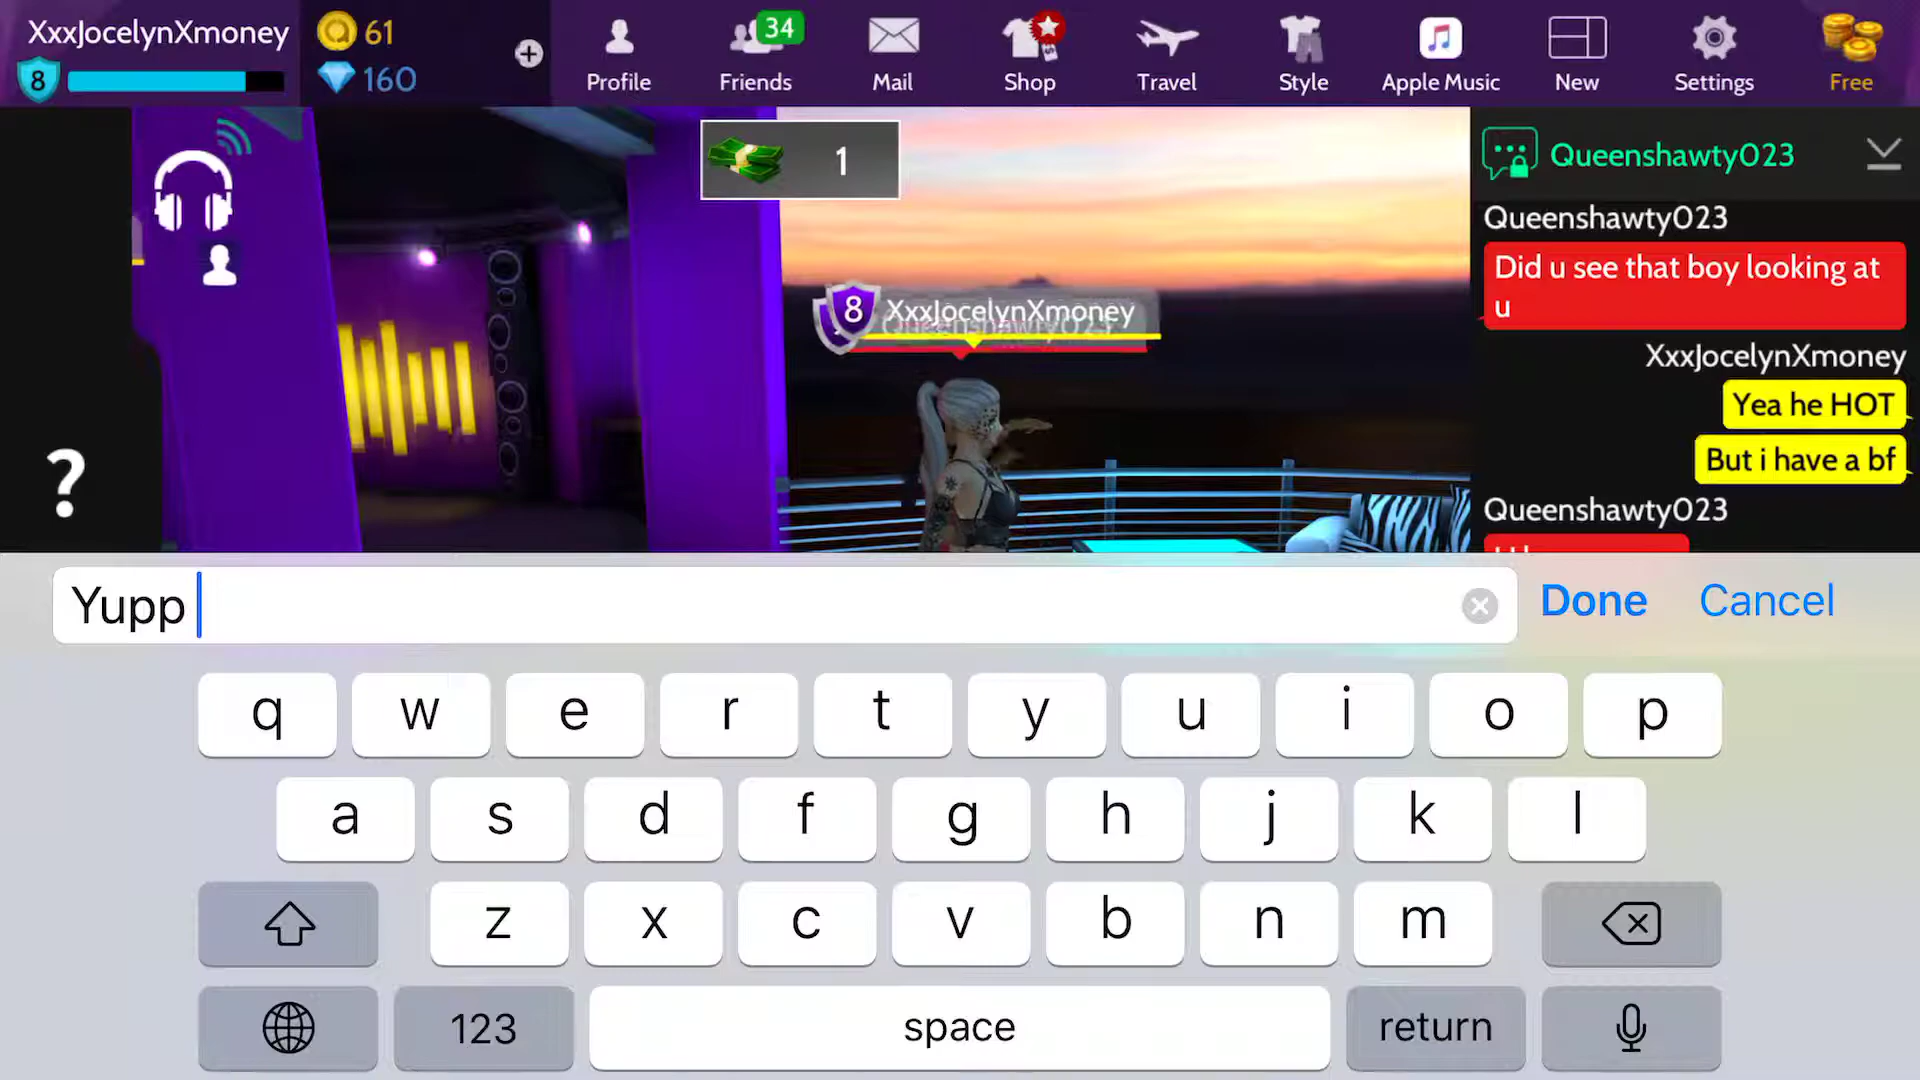 XxxJocelynXmoney
8
61
160
Profile
34
Friends
Mail
Shop
Travel
Style
Apple Music
New
Settings
Free
1
8 XxxJocelynXmoney
Queenshawty023
Queenshawty023
Queenshawty023
Did u see that boy looking at
u
XxxJocelynXmoney
Yea he HOT
But i have a bf
Queenshawty023
?
Yupp
Done
Cancel
q w e r t y u i o p
a s d f g h j k l
z x c v b n m
123
space
return